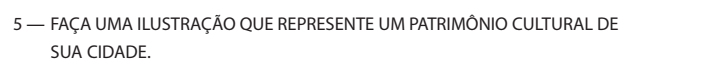 5 — FAÇA UMA ILUSTRAÇÃO QUE REPRESENTE UM PATRIMÔNIO CULTURAL DE
SUA CIDADE.